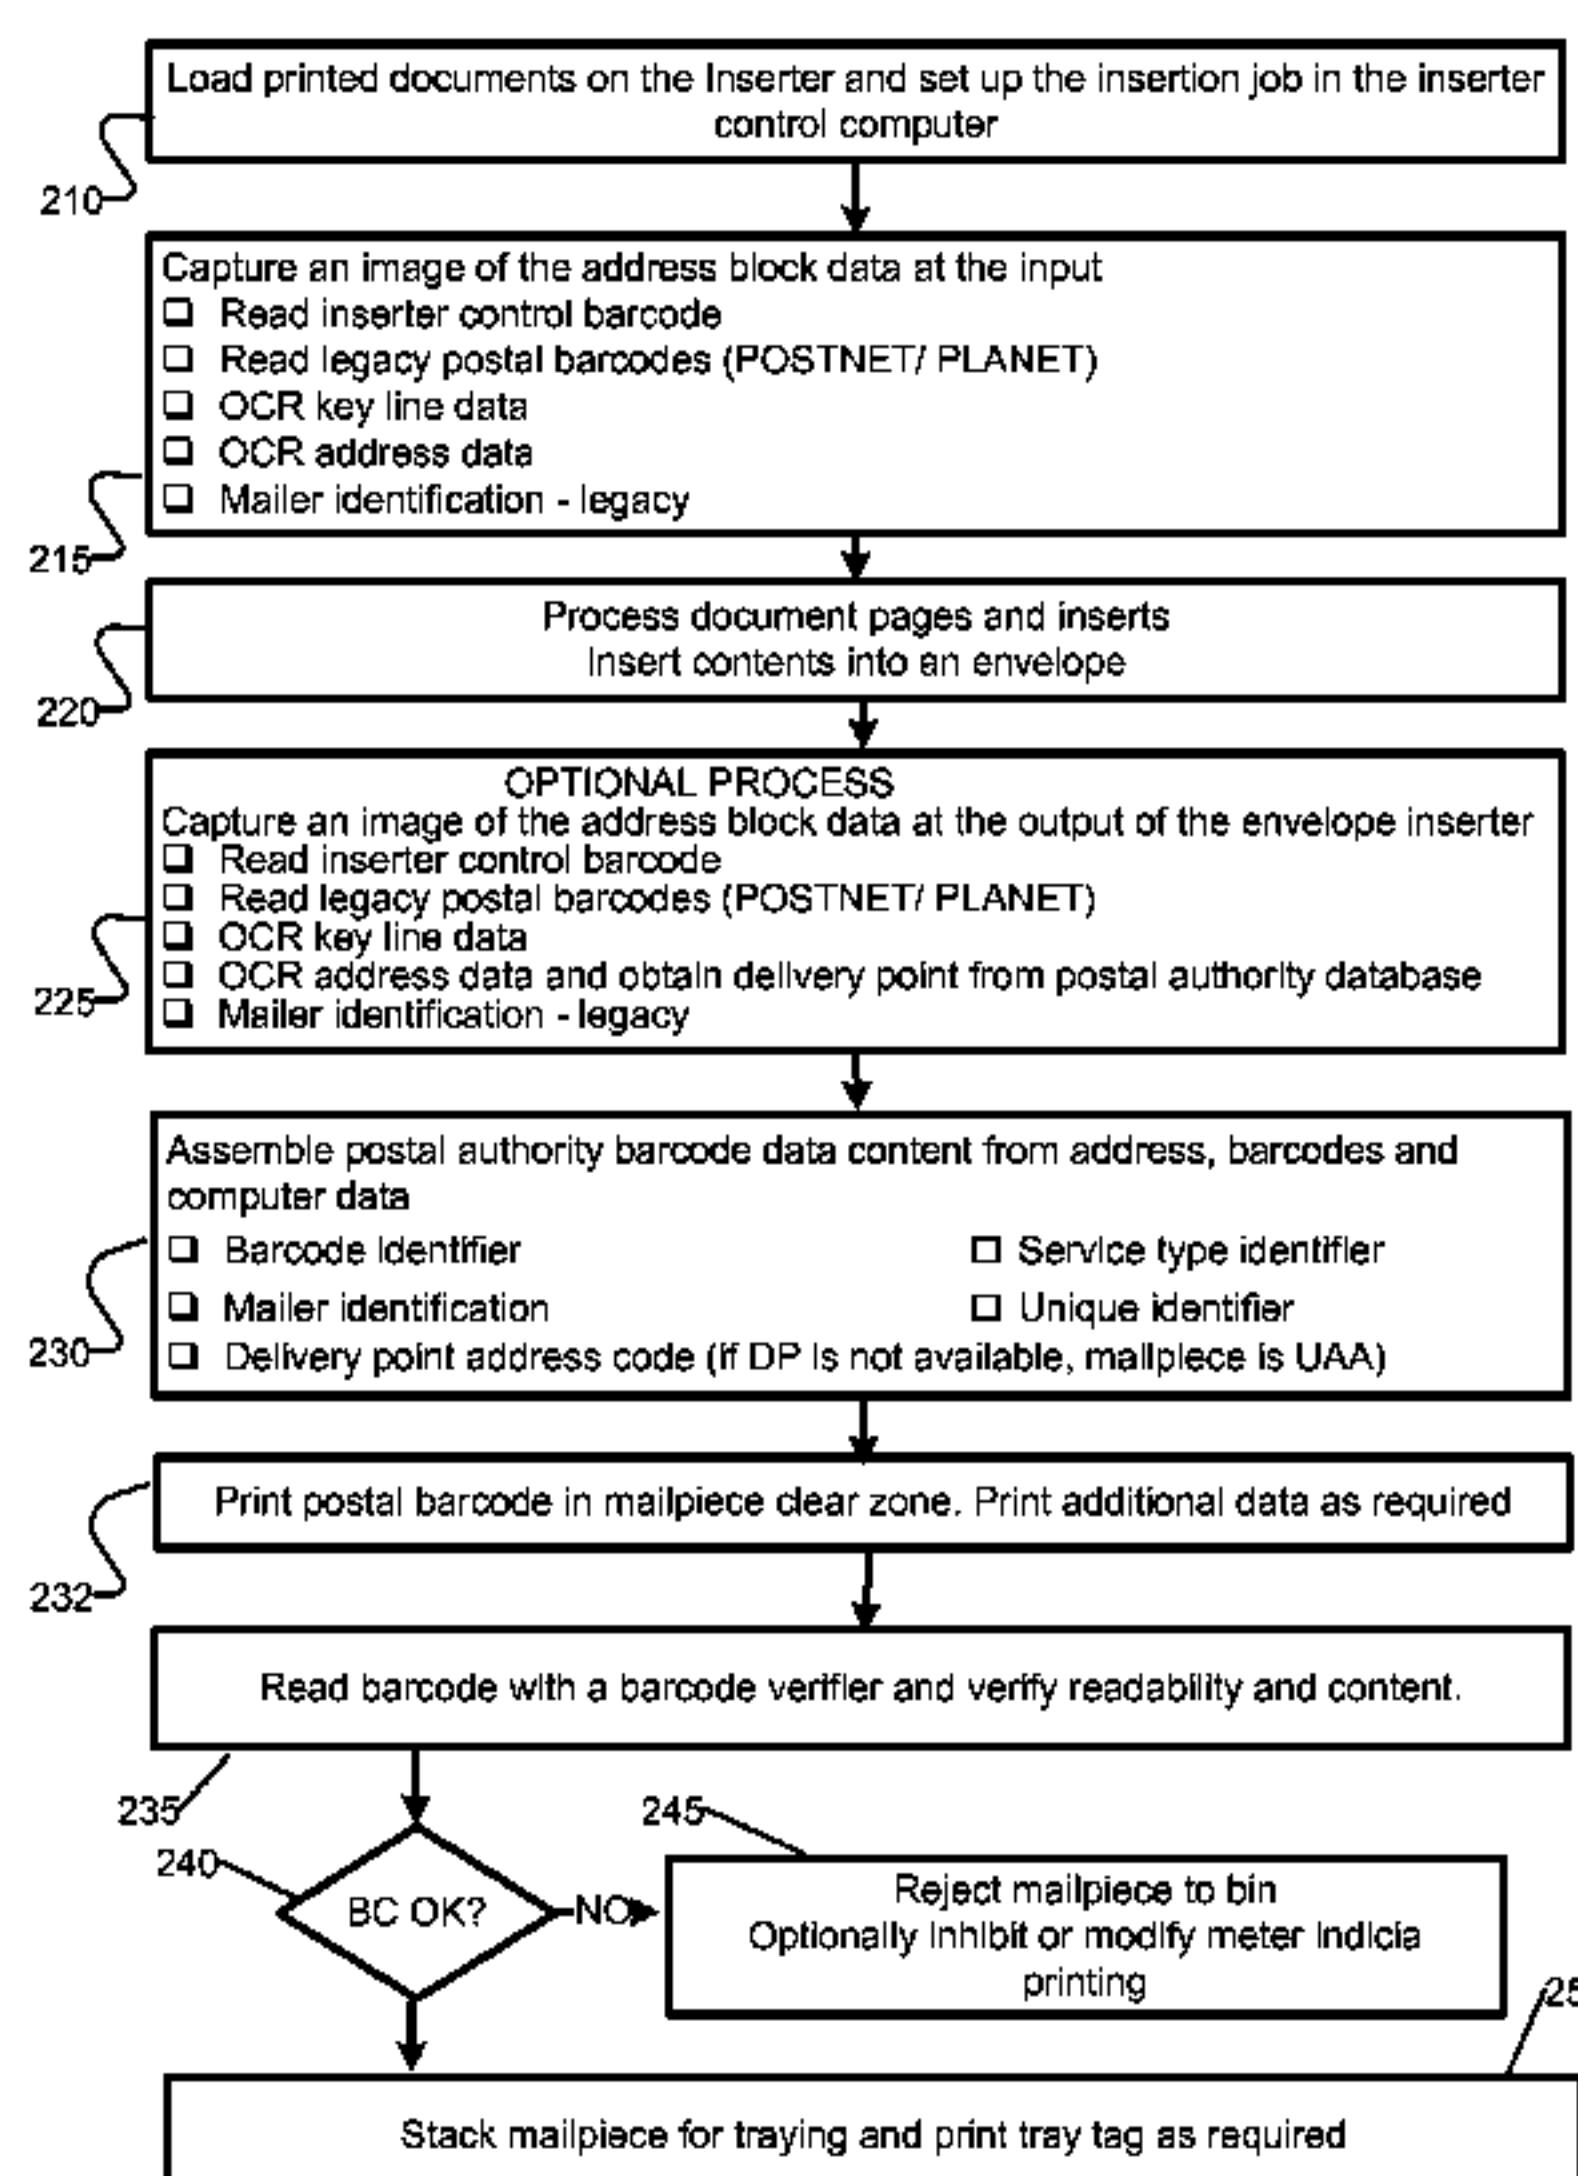 Load printed documents on the Inserter and set up the insertion job in the inserter
control computer
210
Capture an image of the address block data at the input
Read inserter control barcode
Read legacy postal barcodes (POSTNET/ PLANET)
OCR key line data
OCR address data
Mailer identification - legacy
215
Process document pages and inserts
Insert contents into an envelope
220
OPTIONAL PROCESS
Capture an image of the address block data at the output of the envelope inserter
Read inserter control barcode
Read legacy postal barcodes (POSTNET/ PLANET)
OCR key line data
OCR address data and obtain delivery point from postal authority database
Mailer identification - legacy
225
Assemble postal authority barcode data content from address, barcodes and
computer data
Barcode identifier
Service type identifier
Mailer identification
Unique identifier
Delivery point address code (if DP is not available, mailpiece is UAA)
230
Print postal barcode in mailpiece clear zone. Print additional data as required
232
Read barcode with a barcode verifier and verify readability and content.
235
240
BC OK?
NO
245
Reject mailpiece to bin
Optionally inhibit or modify meter indicia
printing
Stack mailpiece for traying and print tray tag as required